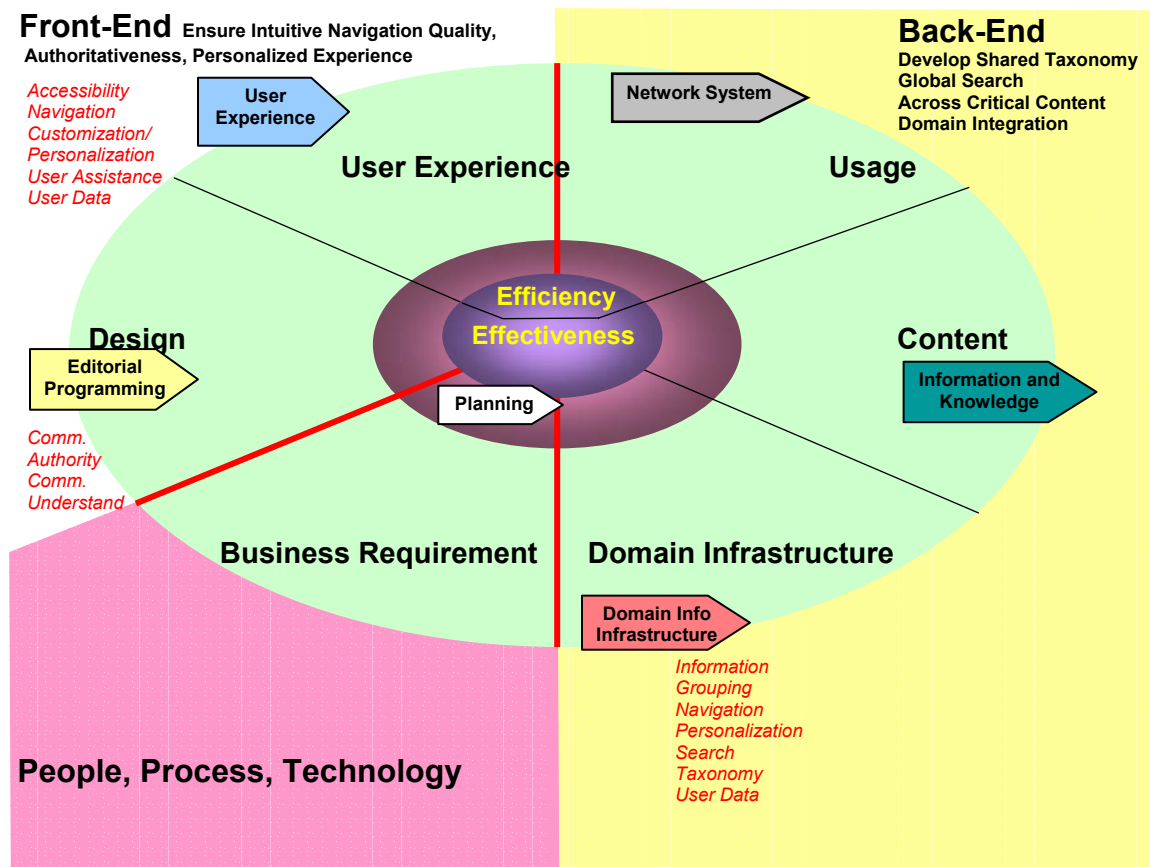 Front-End Ensure Intuitive Navigation Quality,
Authoritativeness, Personalized Experience
Back-End
Develop Shared Taxonomy
Global Search
Across Critical Content
Domain Integration
Accessibility
Navigation
Customization/
Personalization
User Assistance
User Data
User
Experience
Network System
User Experience
Usage
Efficiency
Effectiveness
Design
Editorial
Programming
Planning
Content
Information and
Knowledge
Comm.
Authority
Comm.
Understand
Business Requirement
Domain Infrastructure
Domain Info
Infrastructure
Information
Grouping
Navigation
Personalization
Search
Taxonomy
User Data
People, Process, Technology